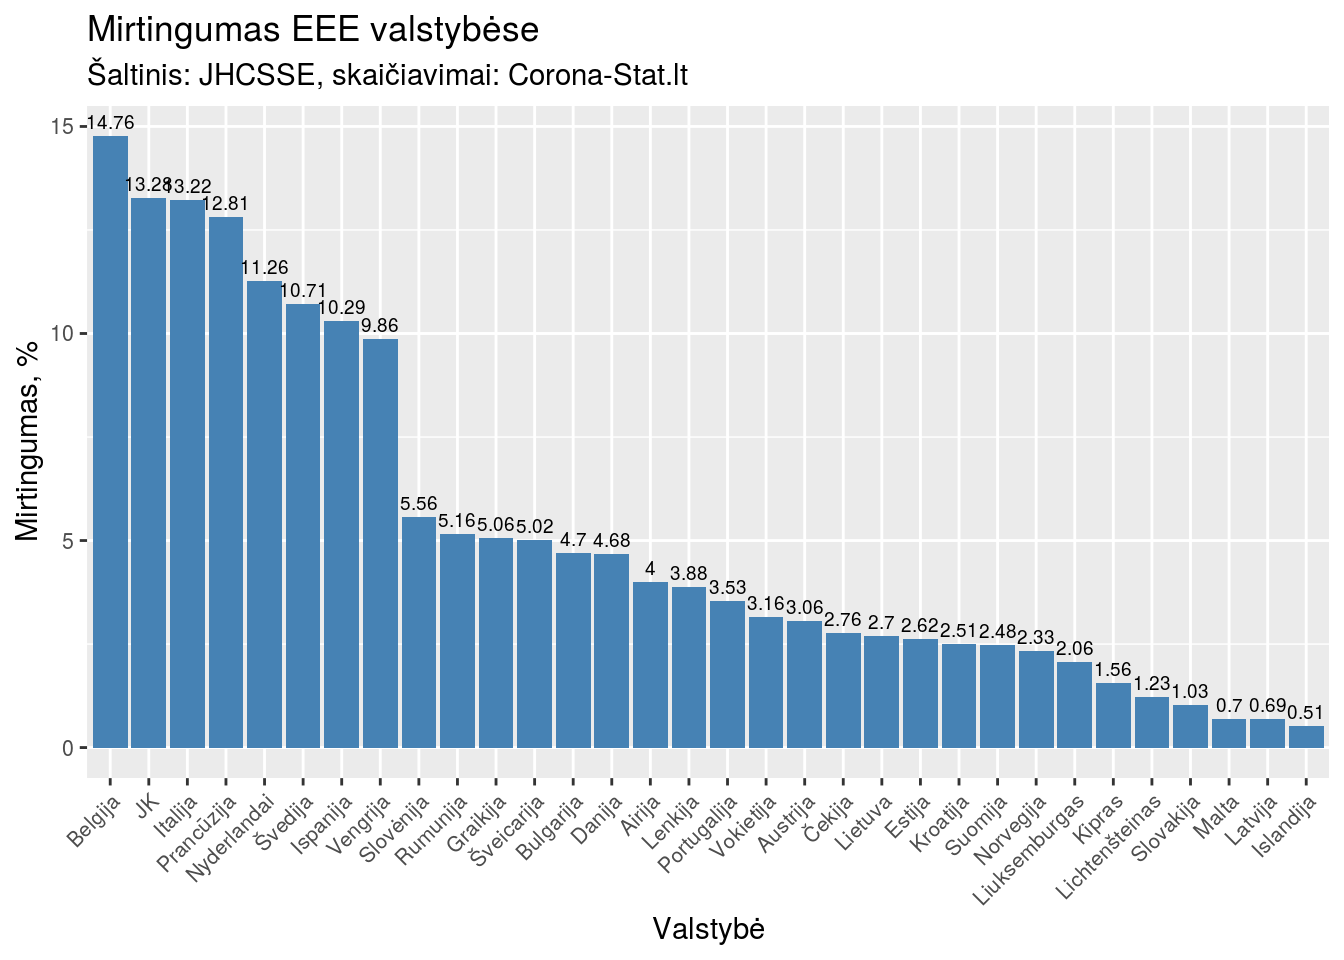 Mirtingumas EEE valstybėse
Šaltinis: JHCSSE, skaičiavimai: Corona-Stat.lt
Mirtingumas, %
15
10
5
0
14.76
13.28
13.22
12.81
11.26
10.71
10.29
9.86
5.56
5.16
5.06
5.02
4.7
4.68
4
3.88
3.53
3.16
3.06
2.76
2.7
2.62
2.51
2.48
2.33
2.06
1.56
1.23
1.03
0.7
0.69
0.51
Belgija
JK
Italija
Prancūzija
Nyderlandai
Švedija
Ispanija
Vengrija
Slovėnija
Rumunija
Graikija
Šveicarija
Bulgarija
Danija
Airija
Lenkija
Portugalija
Vokietija
Austrija
Čekija
Lietuva
Estija
Kroatija
Suomija
Norvegija
Liuksemburgas
Kipras
Lichtenšteinas
Slovakija
Malta
Latvija
Islandija
Valstybė